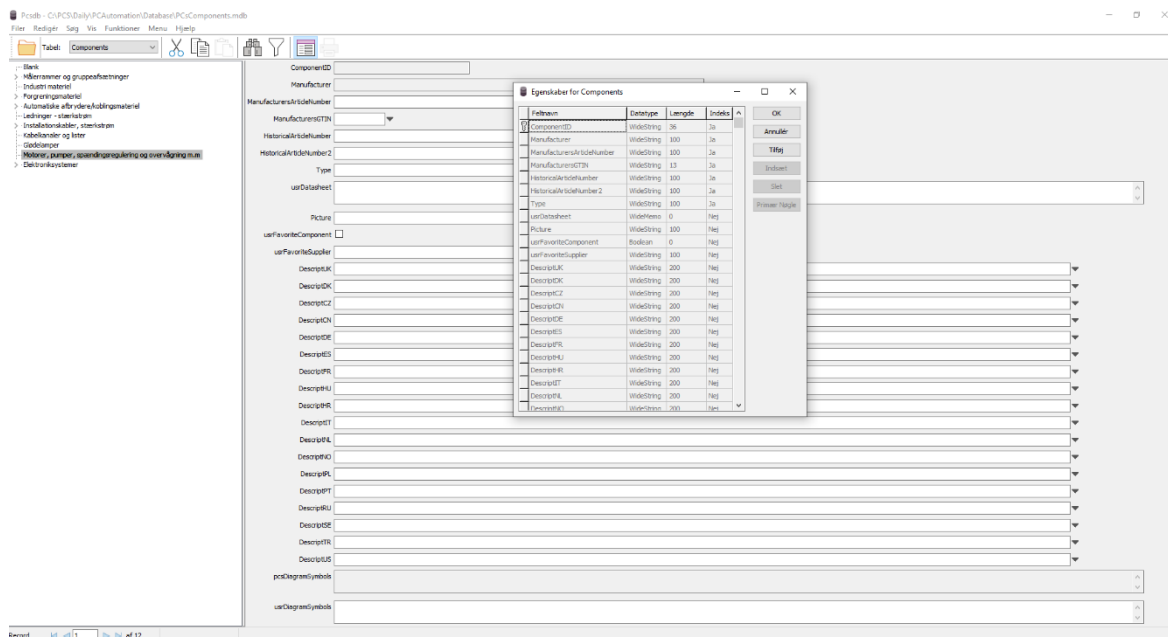 Pcsdb - C:\PCS\Daily\PCAutomation\Database\PCsComponents.mdb
Filer Redigér Søg Vis Funktioner Menu Hjælp
Tabel: Components
Blank
Målerrammer og gruppeafsætninger
Industri materiel
Forgreningsmateriel
Automatiske afbrydere/koblingsmateriel
Ledninger - stærkstrøm
Installationskabler, stærkstrøm
Kabelkanaler og lister
Glødelamper
Motorer, pumper, spændingsregulering og overvågning m.m
Elektroniksystemer
ComponentID
Manufacturer
ManufacturersArticleNumber
ManufacturersGTIN
HistoricalArticleNumber
HistoricalArticleNumber2
Type
usrDatasheet
Picture
usrFavoriteComponent
usrFavoriteSupplier
DescriptUK
DescriptDK
DescriptCZ
DescriptCN
DescriptDE
DescriptES
DescriptFR
DescriptHU
DescriptHR
DescriptIT
DescriptNL
DescriptNO
DescriptPL
DescriptPT
DescriptRU
DescriptSE
DescriptTR
DescriptUS
pcsDiagramSymbols
usrDiagramSymbols
Egenskaber for Components
Feltnavn Datatype Længde Indeks
ComponentID WideString 36 Ja
Manufacturer WideString 100 Ja
ManufacturersArticleNumber WideString 100 Ja
ManufacturersGTIN WideString 13 Ja
HistoricalArticleNumber WideString 100 Ja
HistoricalArticleNumber2 WideString 100 Ja
Type WideString 100 Ja
usrDatasheet WideMemo 0 Nej
Picture WideString 100 Nej
usrFavoriteComponent Boolean 0 Nej
usrFavoriteSupplier WideString 100 Nej
DescriptUK WideString 200 Nej
DescriptDK WideString 200 Nej
DescriptCZ WideString 200 Nej
DescriptCN WideString 200 Nej
DescriptDE WideString 200 Nej
DescriptES WideString 200 Nej
DescriptFR WideString 200 Nej
DescriptHU WideString 200 Nej
DescriptHR WideString 200 Nej
DescriptIT WideString 200 Nej
DescriptNL WideString 200 Nej
DescriptNO WideString 200 Nej
OK
Annullér
Tilføj
Indsæt
Slet
Primær Nøgle
Record 1 af 12